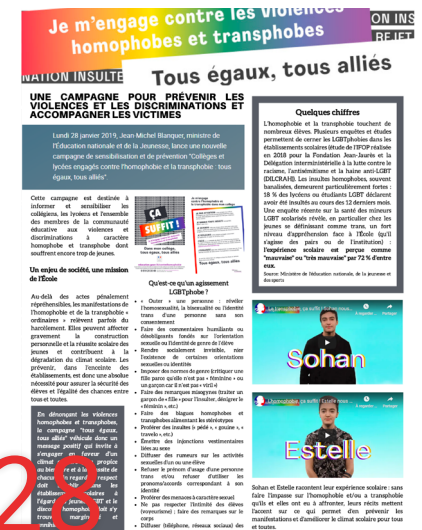 Je m'engage contre les violences
homophobes et transphobes
ON INS
REJET
NATION INSULTE
Tous égaux, tous alliés
UNE CAMPAGNE POUR PRÉVENIR LES
VIOLENCES ET LES DISCRIMINATIONS ET
ACCOMPAGNER LES VICTIMES
Lundi 28 janvier 2019, Jean-Michel Blanquer, ministre de
l'Éducation nationale et de la Jeunesse, lance une nouvelle
campagne de sensibilisation et de prévention "Collèges et
lycées engagés contre l'homophobie et la transphobie : tous
égaux, tous alliés".
Cette campagne est destinée à
informer et sensibiliser les
collégiens, les lycéens et l'ensemble
des membres de la communauté
éducative aux violences et
discriminations à caractère
homophobe et transphobe dont
souffrent encore trop de jeunes.
Un enjeu de société, une mission
de l'École
Au-delà des actes pénalement
répréhensibles, les manifestations de
l'homophobie et de la transphobie «
ordinaires » relèvent parfois du
harcèlement. Elles peuvent affecter
gravement la construction
personnelle et la réussite scolaire des
jeunes et contribuent à la
dégradation du climat scolaire. Les
prévenir, dans l'enceinte des
établissements, est donc une absolue
nécessité pour assurer la sécurité des
élèves et l'égalité des chances entre
tous et toutes.
En dénonçant les violences
homophobes et transphobes,
la campagne "tous égaux,
tous alliés" véhicule donc un
message positif qui invite à
s'engager en faveur d'un
28
ÇA
SUFFIT !
Qu'est-ce qu'un agissement
LGBTphobe ?
• « Outer » une personne : révéler
l'homosexualité, la bisexualité ou l'identité
trans d'une personne sans son
consentement
• Faire des commentaires humiliants ou
désobligeants fondés sur l'orientation
sexuelle ou l'identité de genre de l'élève
• Rendre socialement invisible, nier
l'existence de certaines orientations
sexuelles ou identités
• Imposer des normes de genre (critiquer une
fille parce qu'elle n'est pas « féminine » ou
un garçon car il n'est pas « viril »)
• Faire des remarques misogynes (traiter un
garçon de « fille » pour l'insulter, dénigrer le
« féminin », etc.)
• Faire des blagues homophobes et
transphobes alimentant les stéréotypes
• Proférer des insultes (« pédé », « gouine », «
travelo », etc.)
• Émettre des injonctions vestimentaires
liées au sexe
• Diffuser des rumeurs sur les activités
sexuelles d'un ou une élève
• Refuser le prénom d'usage d'une personne
trans et/ou refuser d'utiliser les
pronoms/accords correspondant à son
identité
• Proférer des menaces à caractère sexuel
• Ne pas respecter l'intimité des élèves
(voyeurisme) ; faire des remarques sur le
corps
• Diffuser (téléphone, réseaux sociaux) des
Quelques chiffres
L'homophobie et la transphobie touchent de
nombreux élèves. Plusieurs enquêtes et études
permettent de cerner les LGBTphobies dans les
établissements scolaires (étude de l'IFOP réalisée
en 2018 pour la Fondation Jean-Jaurès et la
Délégation interministérielle à la lutte contre le
racisme, l'antisémitisme et la haine anti-LGBT
(DILCRAH)). Les insultes homophobes, souvent
banalisées, demeurent particulièrement fortes :
18 % des lycéens ou étudiants LGBT déclarent
avoir été insultés au cours des 12 derniers mois.
Une enquête récente sur la santé des mineurs
LGBT scolarisés révèle, en particulier chez les
jeunes se définissant comme trans, un fort
niveau d'appréhension face à l'École (qu'il
s'agisse des pairs ou de l'institution) :
l'expérience scolaire est perçue comme
"mauvaise" ou "très mauvaise" par 72 % d'entre
eux.
Source: Ministère de l'éducation nationale, de la jeunesse et
des sports
Sohan
Estelle
Sohan et Estelle racontent leur expérience scolaire : sans
faire l'impasse sur l'homophobie et/ou a transphobie
qu'ils et elles ont eu à affronter, leurs récits mettent
l'accent sur ce qui permet d'en prévenir les
manifestations et d'améliorer le climat scolaire pour tous
et toutes.